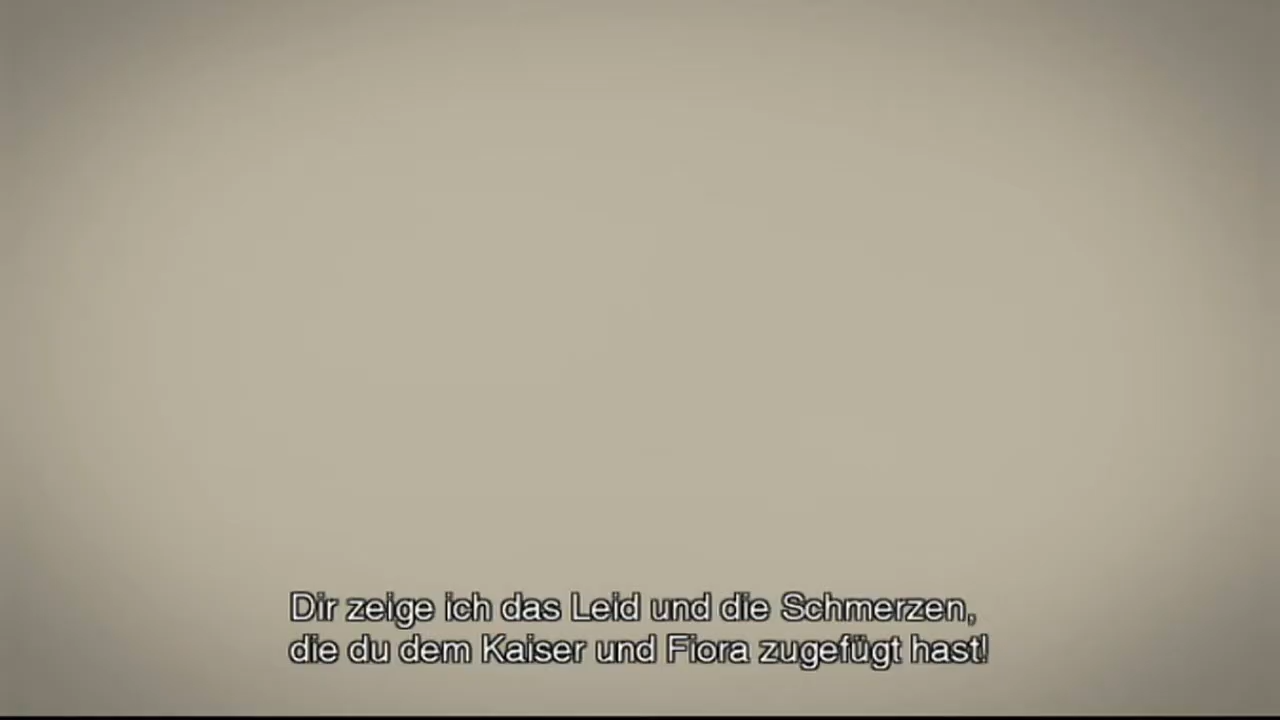 Dir zeige ich das Leid und die Schmerzen,
die du dem Kaiser und Fiora zugefügt hast!